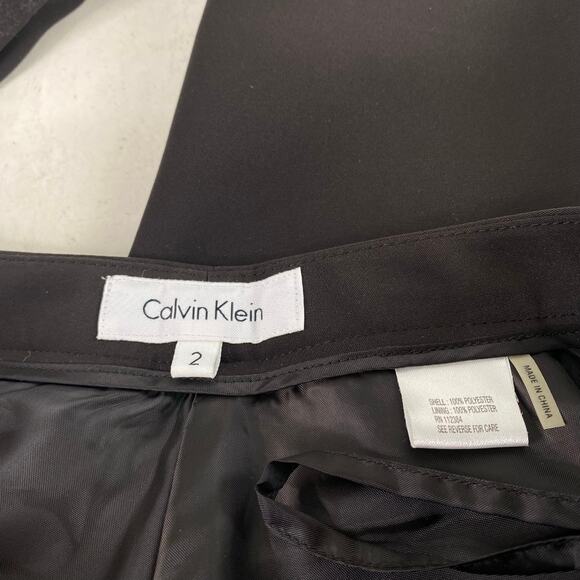 Calvin Klein
2
SHELL : 100% POLYESTER
LINING : 100% POLYESTER
RN 112384
SEE REVERSE FOR CARE
MADE IN CHINA